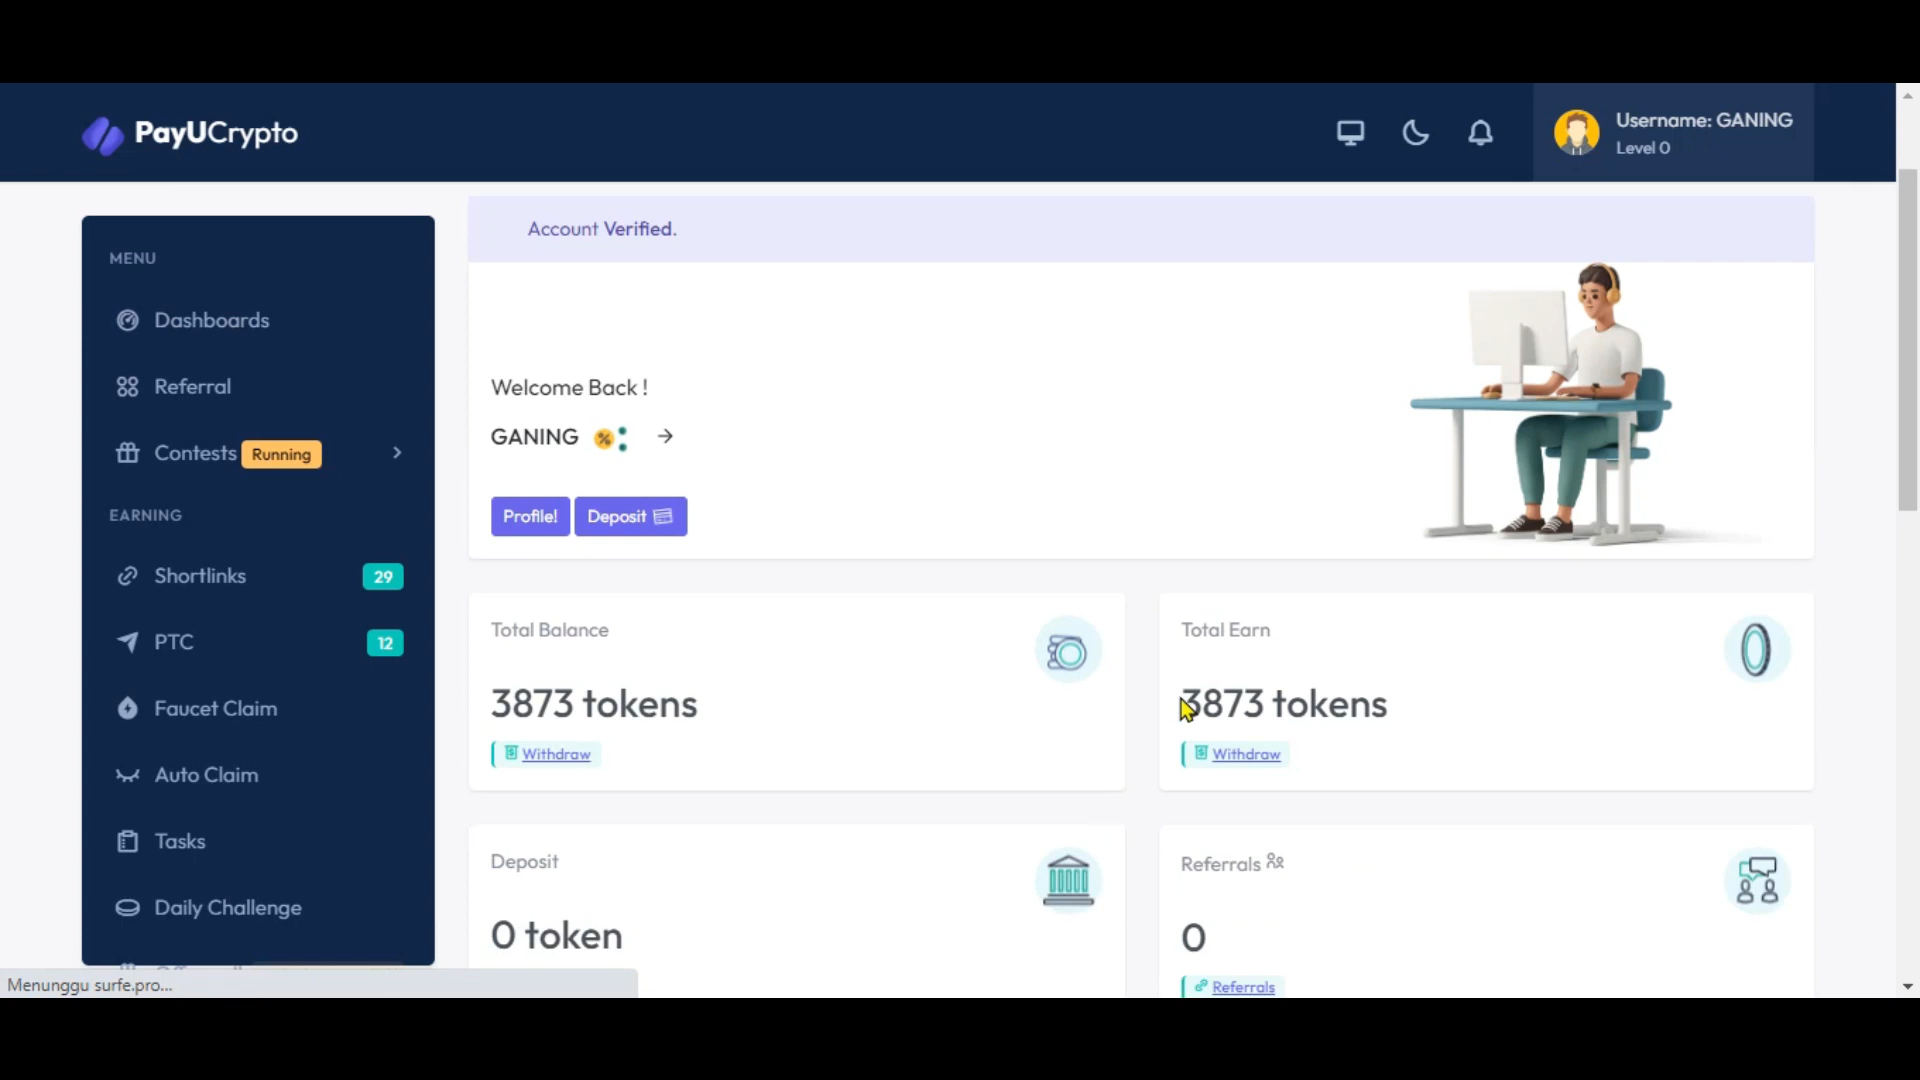 PayUCrypto
Username: GANING
Level 0
MENU
Dashboards
Referral
Contests Running
EARNING
Shortlinks 29
PTC 12
Faucet Claim
Auto Claim
Tasks
Daily Challenge
Account Verified.
Welcome Back !
GANING
Profile! Deposit
Total Balance
3873 tokens
Withdraw
Total Earn
3873 tokens
Withdraw
Deposit
0 token
Referrals
0
Referrals
Menunggu surfe.pro...